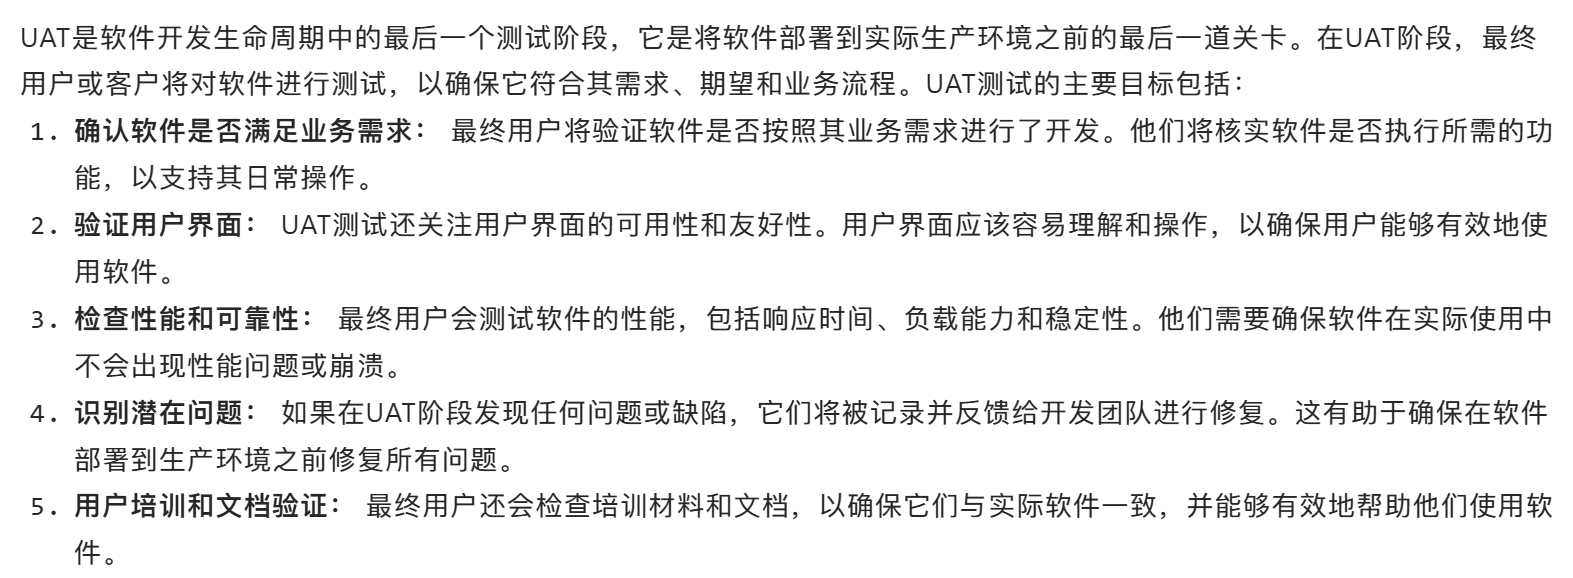 UAT是软件开发生命周期中的最后一个测试阶段，它是将软件部署到实际生产环境之前的最后一道关卡。在UAT阶段，最终
用户或客户将对软件进行测试，以确保它符合其需求、期望和业务流程。UAT测试的主要目标包括：
1. 确认软件是否满足业务需求： 最终用户将验证软件是否按照其业务需求进行了开发。他们将核实软件是否执行所需的功
能，以支持其日常操作。
2. 验证用户界面： UAT测试还关注用户界面的可用性和友好性。用户界面应该容易理解和操作，以确保用户能够有效地使
用软件。
3. 检查性能和可靠性： 最终用户会测试软件的性能，包括响应时间、负载能力和稳定性。他们需要确保软件在实际使用中
不会出现性能问题或崩溃。
4. 识别潜在问题： 如果在UAT阶段发现任何问题或缺陷，它们将被记录并反馈给开发团队进行修复。这有助于确保在软件
部署到生产环境之前修复所有问题。
5. 用户培训和文档验证： 最终用户还会检查培训材料和文档，以确保它们与实际软件一致，并能够有效地帮助他们使用软
件。